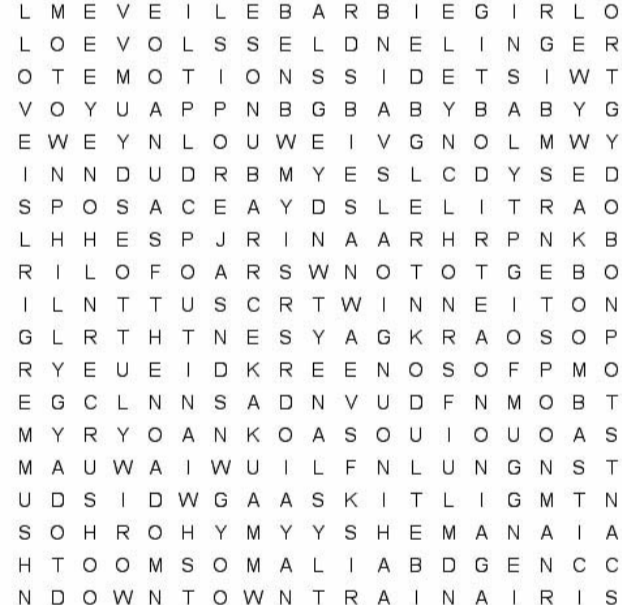 L M E V E I L E B A R B I E G I R L O
L O E V O L S S E L D N E L I N G E R
O T E M O T I O N S S I D E T S I W T
V O Y U A P P N B G B A B Y B A B Y G
E W E Y N L O U W E I V G N O L M W Y
I N N D U D R B M Y E S L C D Y S E D
S P O S A C E A Y D S L E L I T R A O
L H H E S P J R I N A A R H R P N K B
R I L O F O A R S W N O T O T G E B O
I L N T T U S C R T W I N N E I T O N
G L R T H T N E S Y A G K R A O S O P
R Y E U E I D K R E E N O S O F P M O
E G C L N N S A D N V U D F N M O B T
M Y R Y O A N K O A S O U I O U O A S
M A U W A I W U I L F N L U N G N S T
U D S I D W G A A S K I T L I G M T N
S O H R O H Y M Y Y S H E M A N A I A
H T O O M S O M A L I A B D G E N C C
N D O W N T O W N T R A I N A I R I S